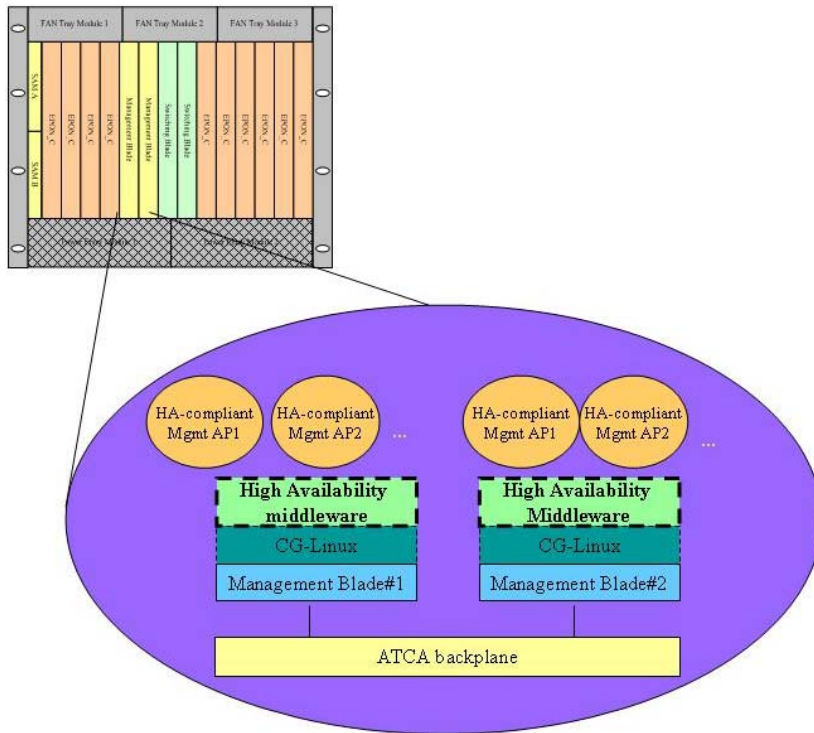 FAN Tray Module 1
FAN Tray Module 2
FAN Tray Module 3
SAM A
SAM B
EPON_C
EPON_C
EPON_C
EPON_C
Management Blade
Management Blade
Switching Blade
Switching Blade
EPON_C
EPON_C
EPON_C
EPON_C
EPON_C
EPON_C
HA-compliant
Mgmt AP1
HA-compliant
Mgmt AP2
...
HA-compliant
Mgmt AP1
HA-compliant
Mgmt AP2
...
High Availability
middleware
High Availability
Middleware
CG-Linux
CG-Linux
Management Blade#1
Management Blade#2
ATCA backplane